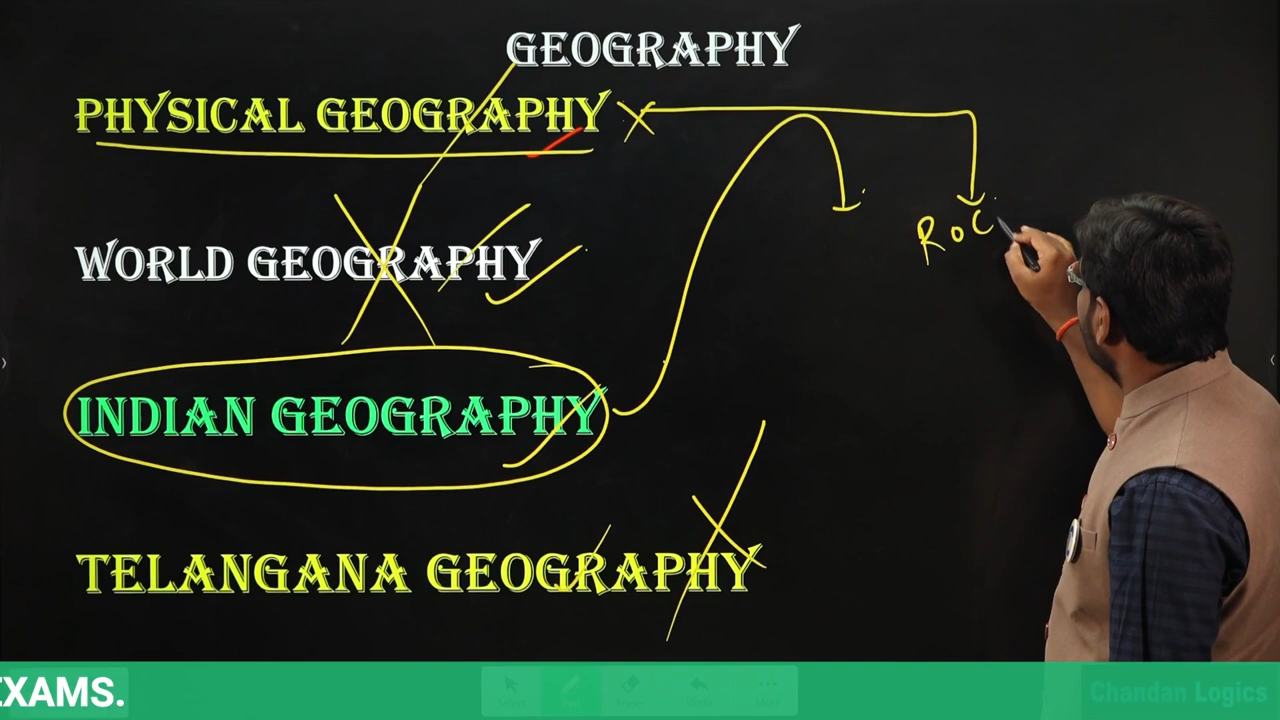 GEOGRAPHY
PHYSICAL GEOGRAPHY
ROC
WORLD GEOGRAPHY
INDIAN GEOGRAPHY
TELANGANA GEOGRAPHY
EXAMS.
Chandan Logics